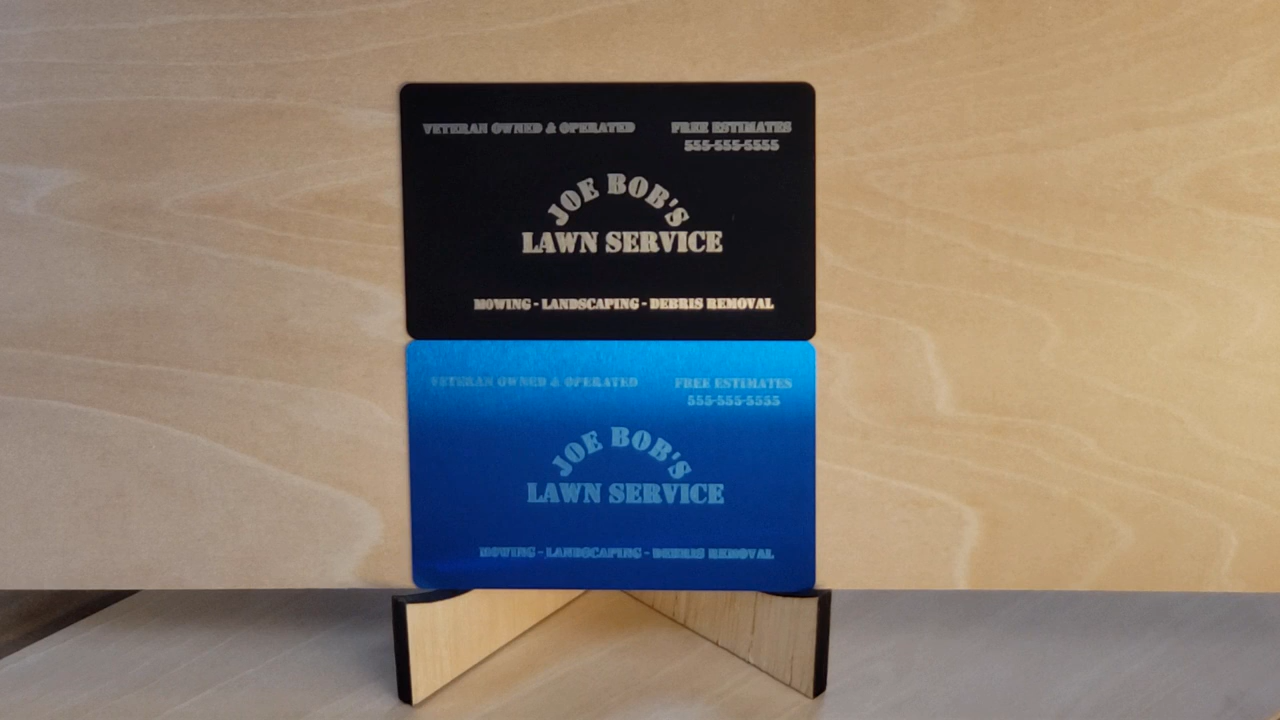 VETERAN OWNED & OPERATED
FREE ESTIMATES
555-555-5555
JOE BOB'S
LAWN SERVICE
MOWING - LANDSCAPING - DEBRIS REMOVAL
VETERAN OWNED & OPERATED
FREE ESTIMATES
555-555-5555
JOE BOB'S
LAWN SERVICE
MOWING - LANDSCAPING - DEBRIS REMOVAL